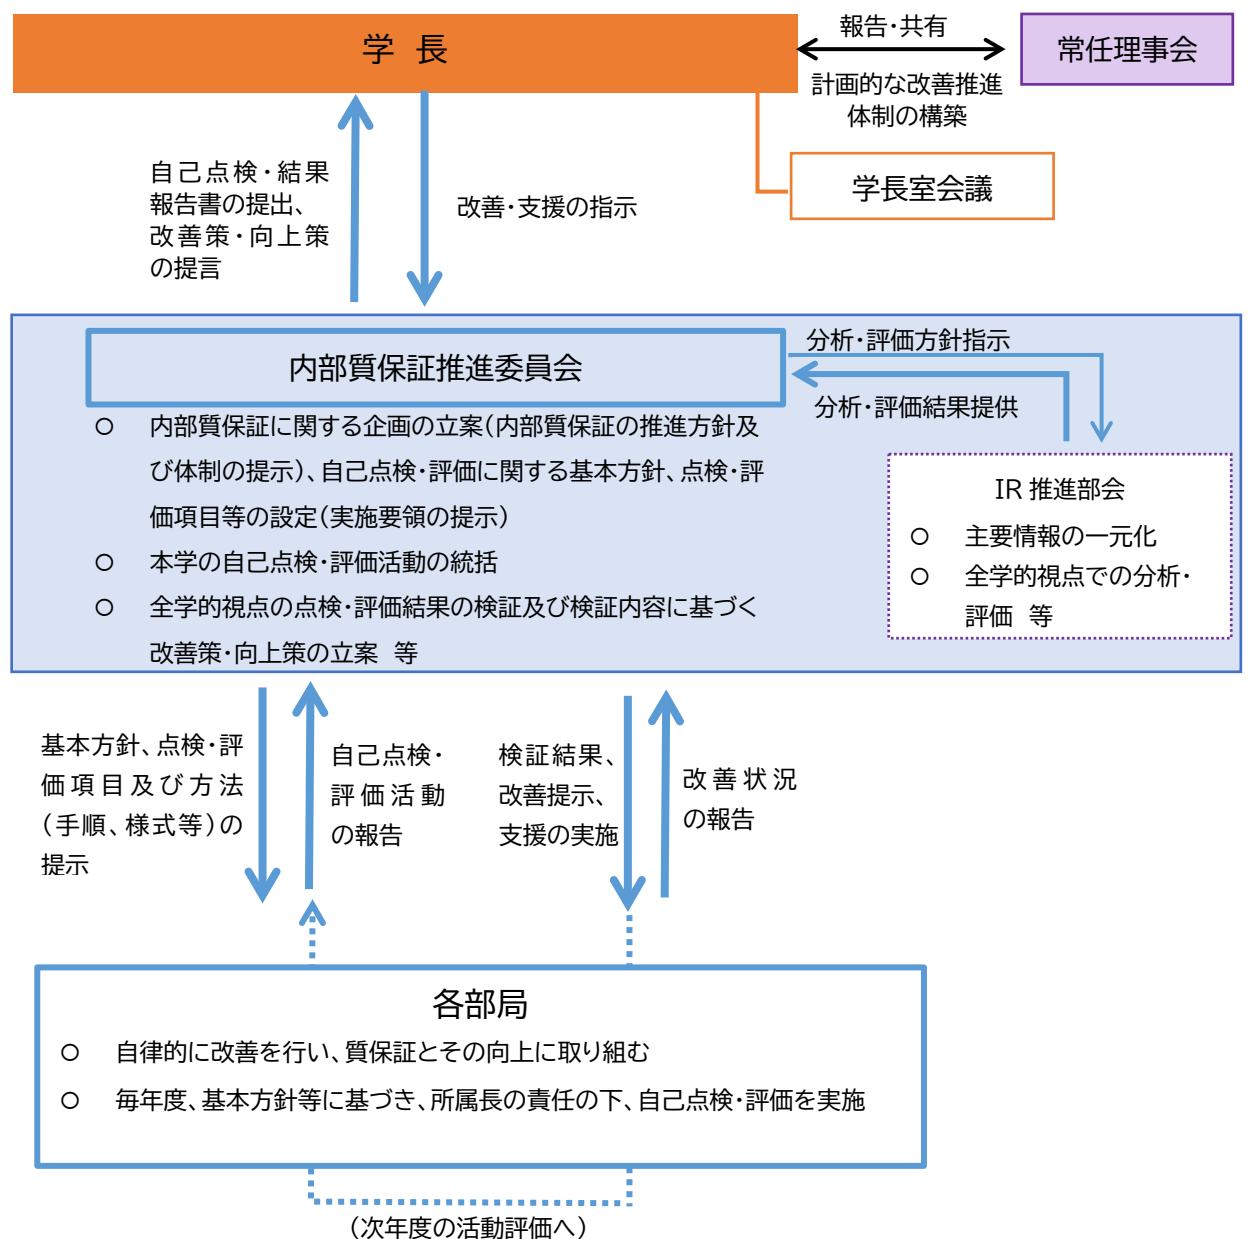 学 長
報告・共有
計画的な改善推進
体制の構築
常任理事会
学長室会議
自己点検・結果
報告書の提出、
改善策・向上策
の提言
改善・支援の指示
内部質保証推進委員会
分析・評価方針指示
分析・評価結果提供
○ 内部質保証に関する企画の立案(内部質保証の推進方針及
び体制の提示)、自己点検・評価に関する基本方針、点検・評
価項目等の設定(実施要領の提示)
○ 本学の自己点検・評価活動の統括
○ 全学的視点の点検・評価結果の検証及び検証内容に基づく
改善策・向上策の立案 等
IR 推進部会
○ 主要情報の一元化
○ 全学的視点での分析・
評価 等
基本方針、点検・評
価項目及び方法
(手順、様式等)の
提示
自己点検・
評価活動
の報告
検証結果、
改善提示、
支援の実施
改善状況
の報告
各部局
○ 自律的に改善を行い、質保証とその向上に取り組む
○ 毎年度、基本方針等に基づき、所属長の責任の下、自己点検・評価を実施
(次年度の活動評価へ)